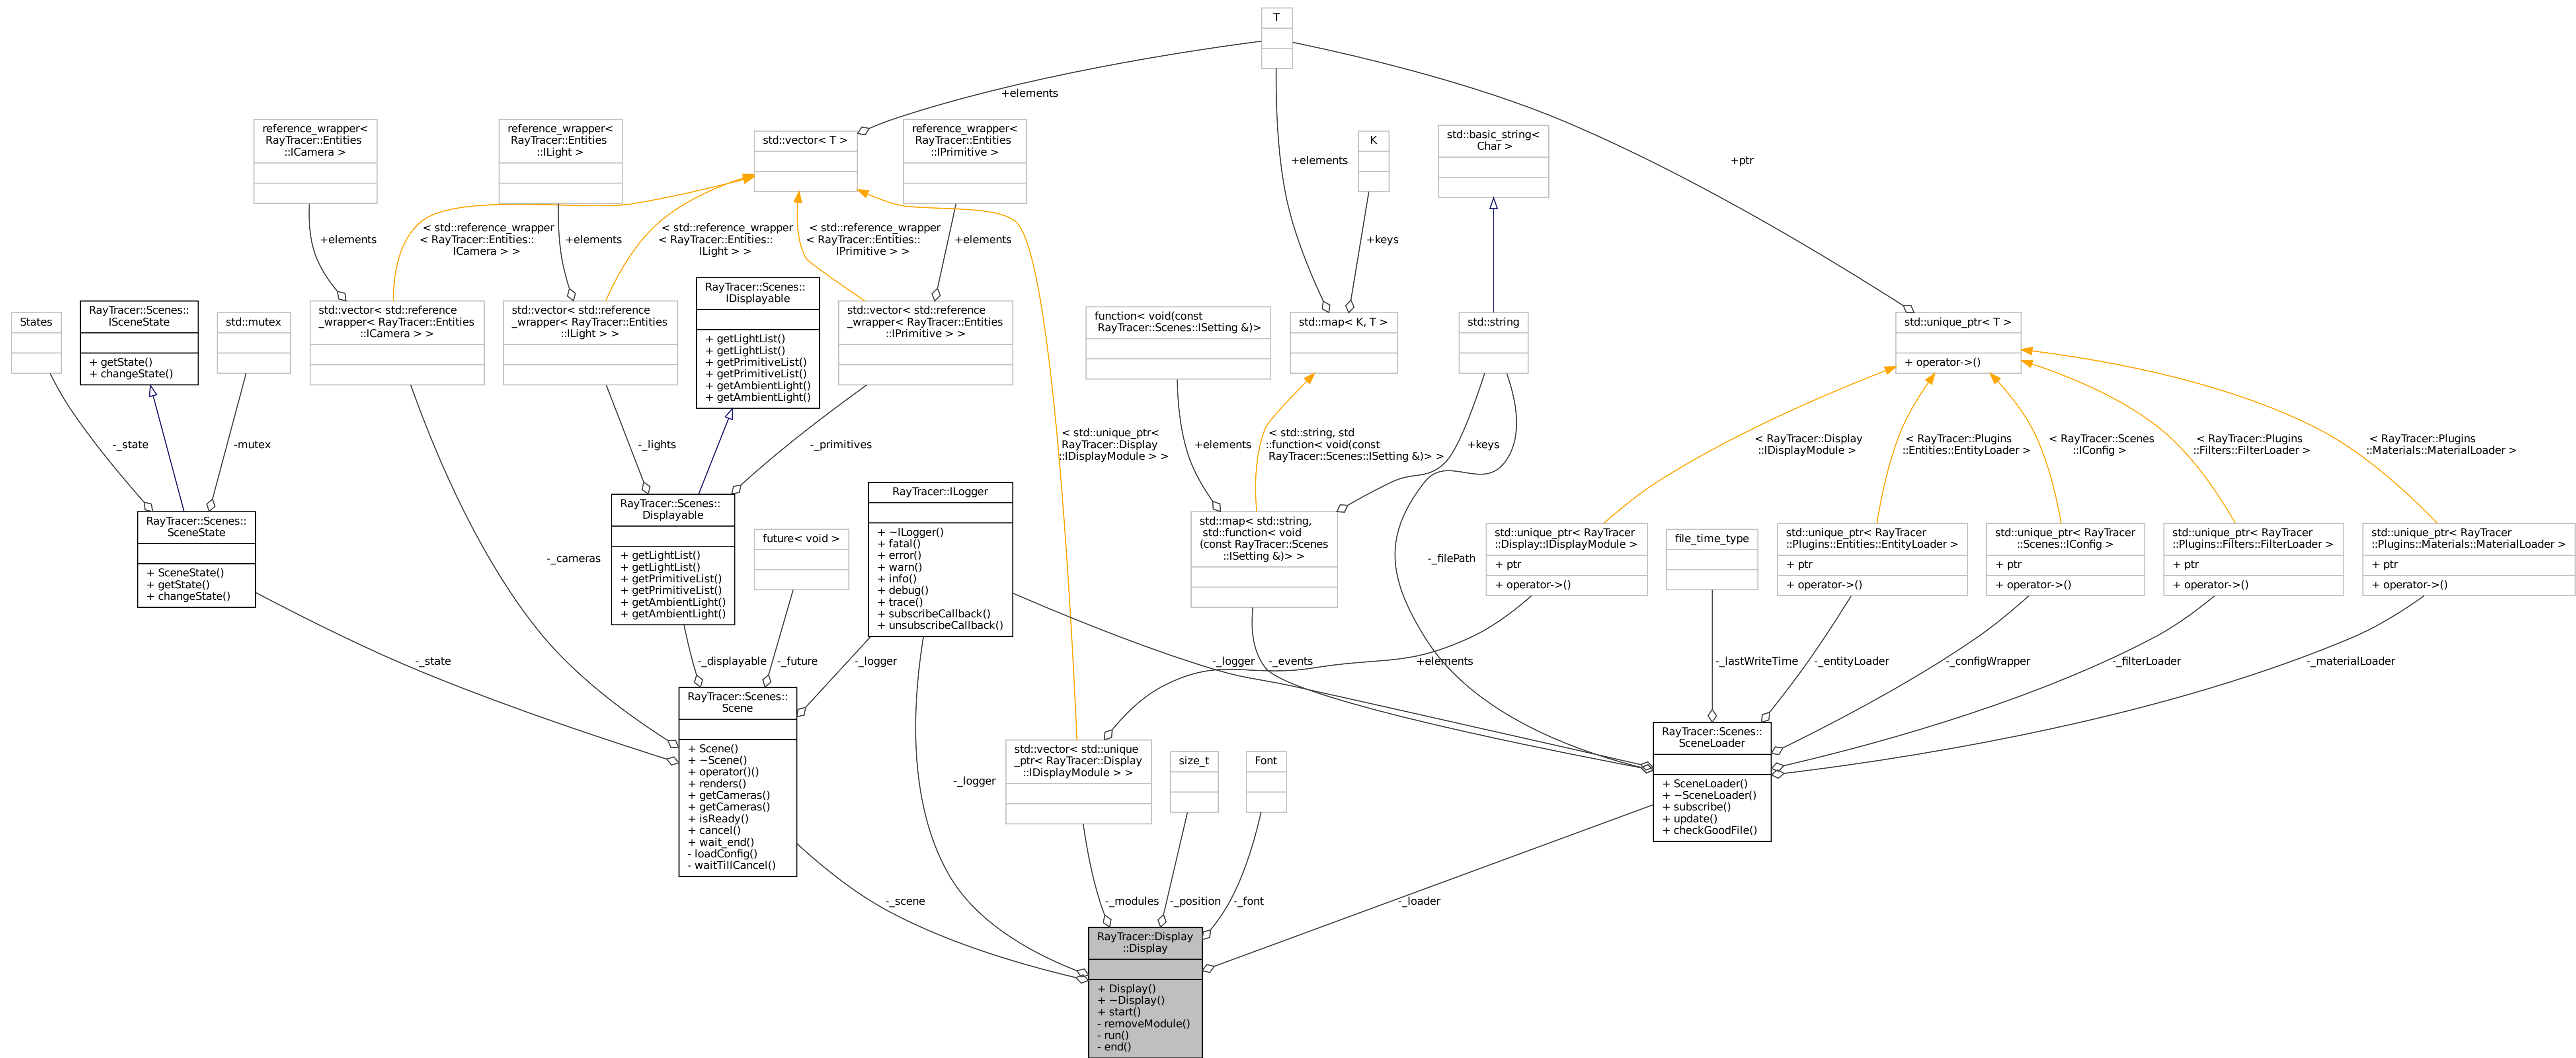 T
+elements
reference_wrapper<
RayTracer::Entities
::ICamera >
reference_wrapper<
RayTracer::Entities
::ILight >
std::vector< T >
reference_wrapper<
RayTracer::Entities
::IPrimitive >
+elements
K
std::basic_string<
Char >
+ptr
+elements
< std::reference_wrapper
< RayTracer::Entities::
ICamera > >
+elements
< std::reference_wrapper
< RayTracer::Entities::
ILight > >
< std::reference_wrapper
< RayTracer::Entities::
IPrimitive > >
+elements
+keys
States
RayTracer::Scenes::
ISceneState
+ getState()
+ changeState()
std::mutex
std::vector< std::reference
_wrapper< RayTracer::Entities
::ICamera > >
std::vector< std::reference
_wrapper< RayTracer::Entities
::ILight > >
RayTracer::Scenes::
IDisplayable
+ getLightList()
+ getLightList()
+ getPrimitiveList()
+ getPrimitiveList()
+ getAmbientLight()
+ getAmbientLight()
std::vector< std::reference
_wrapper< RayTracer::Entities
::IPrimitive > >
function< void(const
RayTracer::Scenes::ISetting &)>
std::map< K, T >
std::string
std::unique_ptr< T >
+ operator->()
-_state
-mutex
-_lights
-_primitives
< std::unique_ptr<
RayTracer::Display
::IDisplayModule > >
+elements
< std::string, std
::function< void(const
RayTracer::Scenes::ISetting &)> >
+keys
< RayTracer::Display
::IDisplayModule >
< RayTracer::Plugins
::Entities::EntityLoader >
< RayTracer::Scenes
::IConfig >
< RayTracer::Plugins
::Filters::FilterLoader >
< RayTracer::Plugins
::Materials::MaterialLoader >
RayTracer::Scenes::
SceneState
+ SceneState()
+ getState()
+ changeState()
-_cameras
RayTracer::Scenes::
Displayable
+ getLightList()
+ getLightList()
+ getPrimitiveList()
+ getPrimitiveList()
+ getAmbientLight()
+ getAmbientLight()
future< void >
RayTracer::ILogger
+ ~ILogger()
+ fatal()
+ error()
+ warn()
+ info()
+ debug()
+ trace()
+ subscribeCallback()
+ unsubscribeCallback()
std::map< std::string,
std::function< void
(const RayTracer::Scenes
::ISetting &)> >
-_filePath
std::unique_ptr< RayTracer
::Display::IDisplayModule >
+ ptr
+ operator->()
file_time_type
std::unique_ptr< RayTracer
::Plugins::Entities::EntityLoader >
+ ptr
+ operator->()
std::unique_ptr< RayTracer
::Scenes::IConfig >
+ ptr
+ operator->()
std::unique_ptr< RayTracer
::Plugins::Filters::FilterLoader >
+ ptr
+ operator->()
std::unique_ptr< RayTracer
::Plugins::Materials::MaterialLoader >
+ ptr
+ operator->()
-_state
-_displayable
-_future
-_logger
-_logger
-_events
+elements
-_lastWriteTime
-_entityLoader
-_configWrapper
-_filterLoader
-_materialLoader
RayTracer::Scenes::
Scene
+ Scene()
+ ~Scene()
+ operator()()
+ renders()
+ getCameras()
+ getCameras()
+ isReady()
+ cancel()
+ wait_end()
- loadConfig()
- waitTillCancel()
-_logger
std::vector< std::unique
_ptr< RayTracer::Display
::IDisplayModule > >
size_t
Font
RayTracer::Scenes::
SceneLoader
+ SceneLoader()
+ ~SceneLoader()
+ subscribe()
+ update()
+ checkGoodFile()
-_scene
-_modules
-_position
-_font
-_loader
RayTracer::Display
::Display
+ Display()
+ ~Display()
+ start()
- removeModule()
- run()
- end()